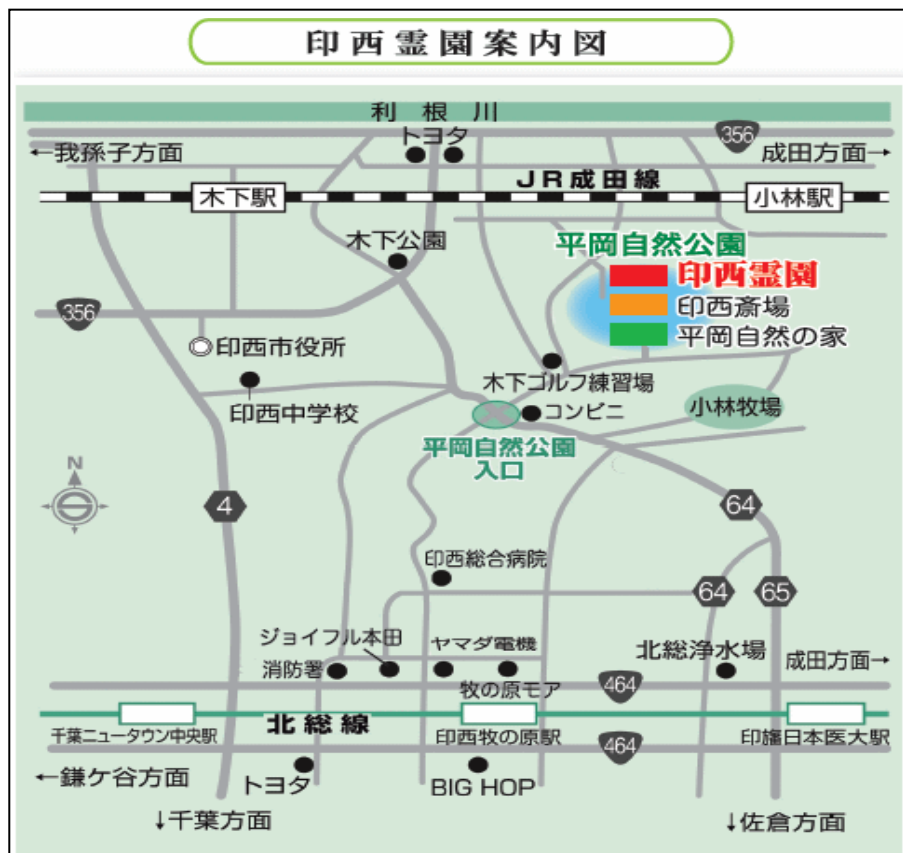 印西霊園案内図
利根川
トヨタ
356
←我孫子方面
成田方面→
JR成田線
木下駅
小林駅
木下公園
平岡自然公園
印西霊園
印西斎場
平岡自然の家
356
印西市役所
木下ゴルフ練習場
印西中学校
コンビニ
小林牧場
平岡自然公園
入口
N
4
64
印西総合病院
64
65
ジョイフル本田
ヤマダ電機
消防署
北総浄水場
成田方面→
牧の原モア
464
北総線
千葉ニュータウン中央駅
印西牧の原駅
464
印旛日本医大駅
←鎌ケ谷方面
トヨタ
BIG HOP
↓千葉方面
↓佐倉方面